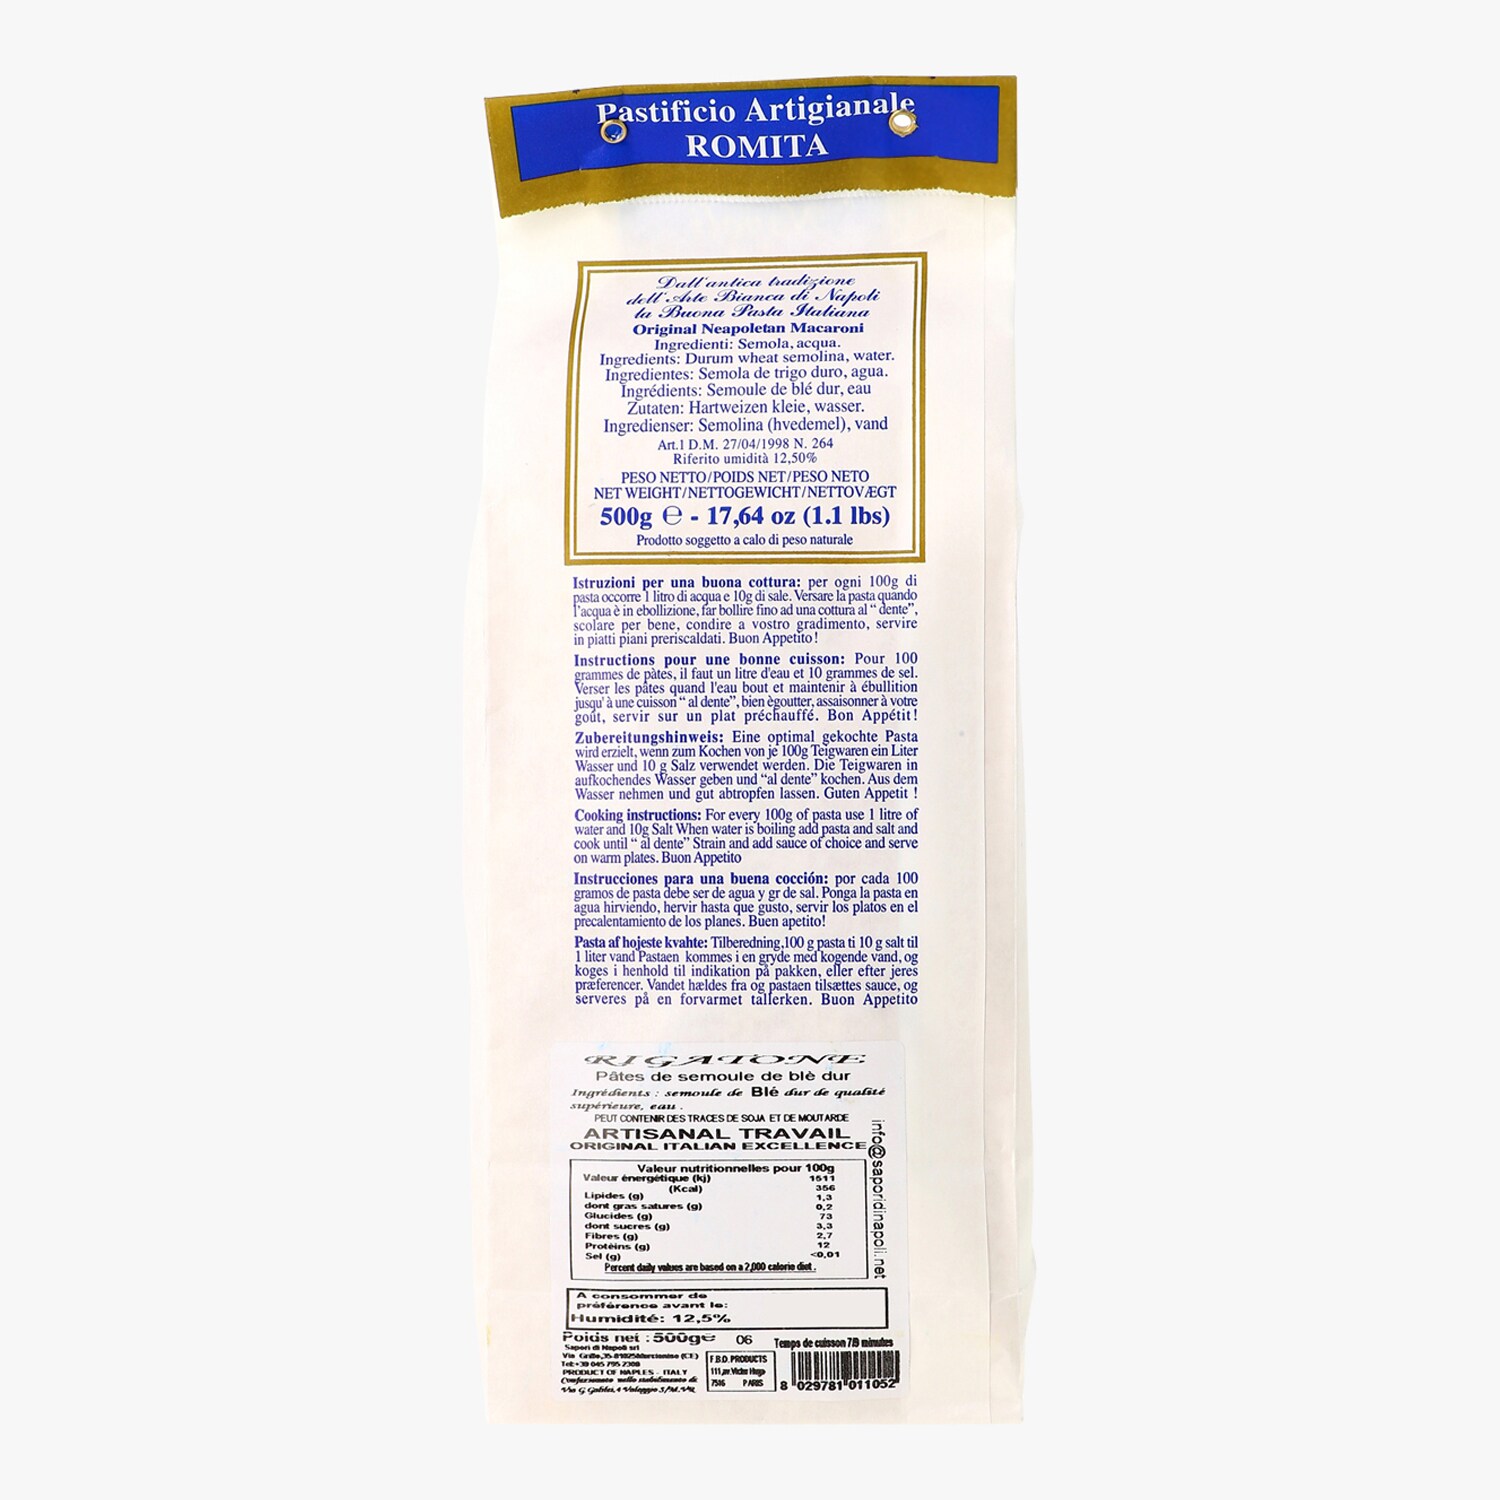 Pastificio Artigianale
ROMITA
Dall'antica tradizione
dell'Arte Bianca di Napoli
la Buona Pasta Italiana
Original Neapoletan Macaroni
Ingredienti: Semola, acqua.
Ingredients: Durum wheat semolina, water.
Ingredientes: Semola de trigo duro, agua.
Ingrédients: Semoule de blé dur, eau
Zutaten: Hartweizen kleie, wasser.
Ingredienser: Semolina (hvedemel), vand
Art.1 D.M. 27/04/1998 N. 264
Riferito umidità 12,50%
PESO NETTO/POIDS NET/PESO NETO
NET WEIGHT/NETTOGEWICHT/NETTOVÆGT
500g ℮ - 17,64 oz (1.1 lbs)
Prodotto soggetto a calo di peso naturale
Istruzioni per una buona cottura: per ogni 100g di
pasta occorre 1 litro di acqua e 10g di sale. Versare la pasta quando
l'acqua è in ebollizione, far bollire fino ad una cottura al “ dente”,
scolare per bene, condire a vostro gradimento, servire
in piatti piani preriscaldati. Buon Appetito!
Instructions pour une bonne cuisson: Pour 100
grammes de pàtes, il faut un litre d'eau et 10 grammes de sel.
Verser les pâtes quand l'eau bout et maintenir à ébullition
jusqu' à une cuisson “ al dente”, bien ègoutter, assaisonner à votre
goût, servir sur un plat préchauffé. Bon Appétit!
Zubereitungshinweis: Eine optimal gekochte Pasta
wird erzielt, wenn zum Kochen von je 100g Teigwaren ein Liter
Wasser und 10 g Salz verwendet werden. Die Teigwaren in
aufkochendes Wasser geben und “al dente” kochen. Aus dem
Wasser nehmen und gut abtropfen lassen. Guten Appetit !
Cooking instructions: For every 100g of pasta use 1 litre of
water and 10g Salt When water is boiling add pasta and salt and
cook until “ al dente” Strain and add sauce of choice and serve
on warm plates. Buon Appetito
Instrucciones para una buena cocción: por cada 100
gramos de pasta debe ser de agua y gr de sal. Ponga la pasta en
agua hirviendo, hervir hasta que gusto, servir los platos en el
precalentamiento de los planes. Buen apetito!
Pasta af hojeste kvahte: Tilberedning,100 g pasta ti 10 g salt til
1 liter vand Pastaen kommes i en gryde med kogende vand, og
koges i henhold til indikation på pakken, eller efter jeres
præferencer. Vandet hældes fra og pastaen tilsættes sauce, og
serveres på en forvarmet tallerken. Buon Appetito
RIGATONE
Pâtes de semoule de blè dur
Ingrédients : semoule de Blé dur de qualité
supérieure, eau .
PEUT CONTENIR DES TRACES DE SOJA ET DE MOUTARDE
ARTISANAL TRAVAIL
ORIGINAL ITALIAN EXCELLENCE
info@saporidinapoli.net
Valeur nutritionnelles pour 100g
Valeur énergétique (kj) 1511
(Kcal) 356
Lipides (g) 1,3
dont gras satures (g) 0,2
Glucides (g) 73
dont sucres (g) 3,3
Fibres (g) 2,7
Protéins (g) 12
Sel (g) <0,01
Percent daily values are based on a 2,000 calorie diet .
A consommer de
préférence avant le:
Humidité: 12,5%
Poids net : 500g℮ 06 Temps de cuisson 7/9 minutes
Sapori di Napoli srl
(CE)
Tel:+39 045 795 2300
PRODUCT OF NAPLES - ITALY
Confezionato nello stabilimento di
F.B.D. PRODUCTS
111,av.Victor Hugo
PARIS
8 029781 011052